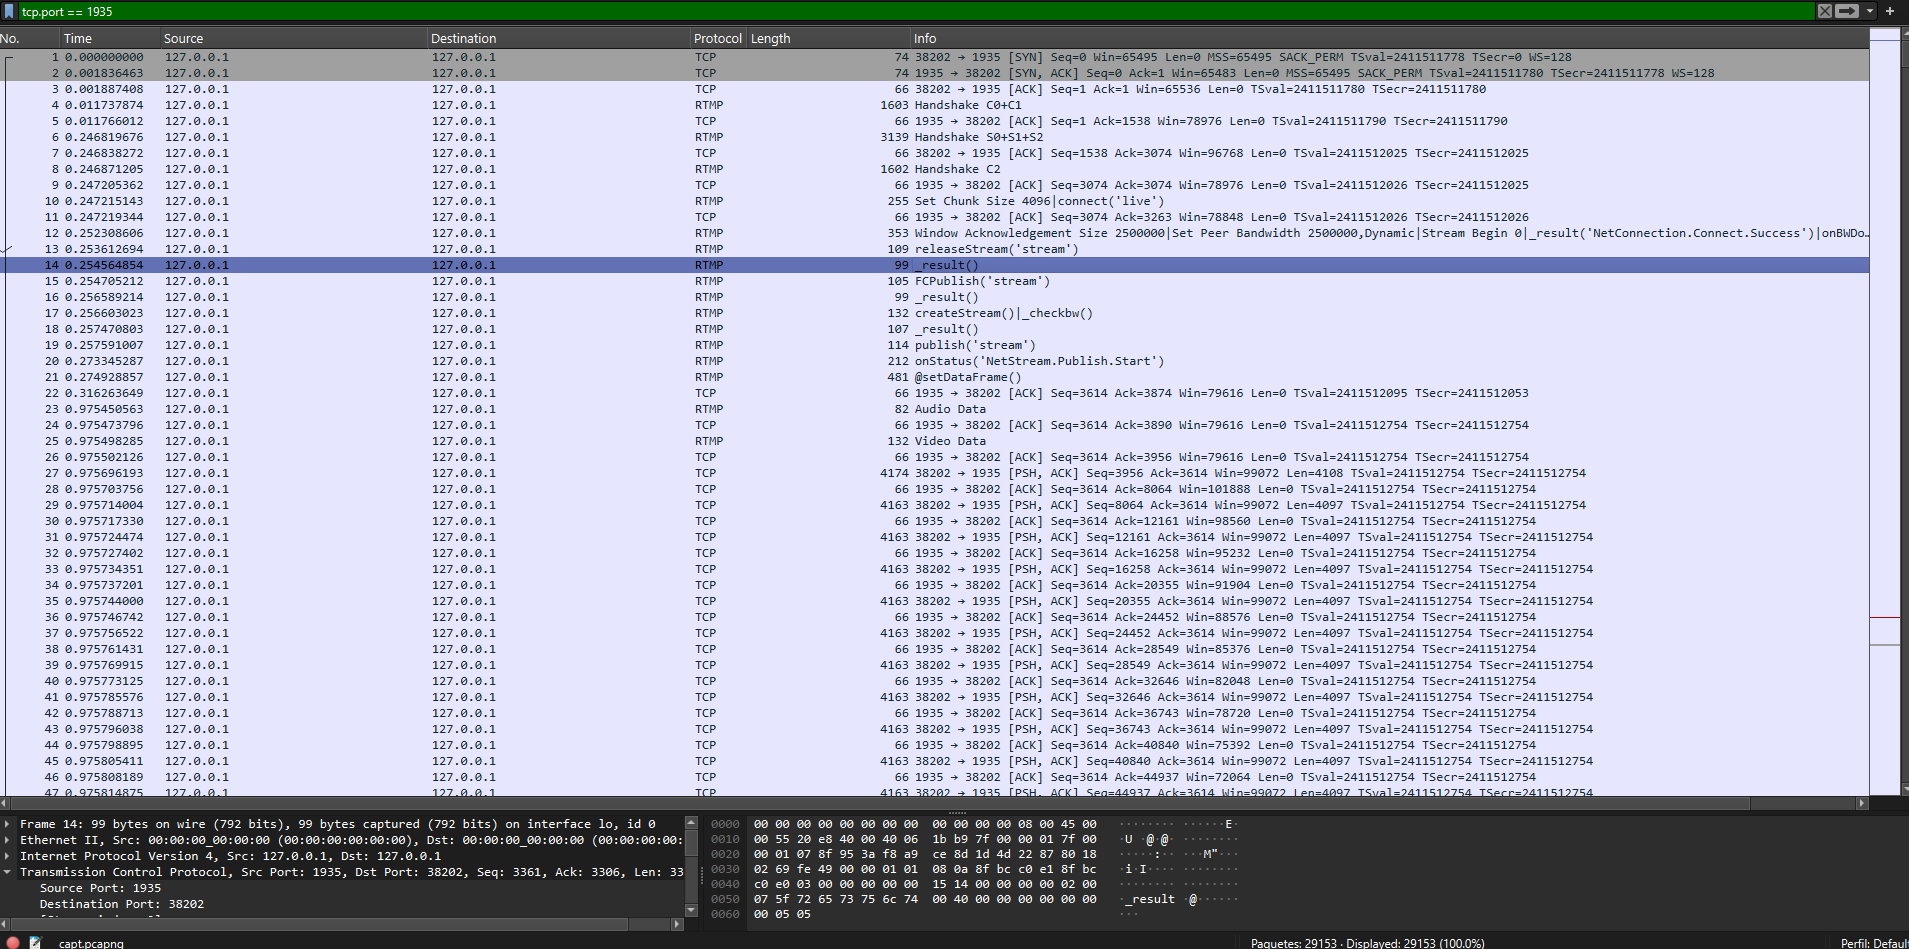 tcp.port == 1935
No. Time Source Destination Protocol Length Info
1 0.000000000 127.0.0.1 127.0.0.1 TCP 74 38202 → 1935 [SYN] Seq=0 Win=65495 Len=0 MSS=65495 SACK_PERM TSval=2411511778 TSecr=0 WS=128
2 0.001836463 127.0.0.1 127.0.0.1 TCP 74 1935 → 38202 [SYN, ACK] Seq=0 Ack=1 Win=65483 Len=0 MSS=65495 SACK_PERM TSval=2411511780 TSecr=2411511778 WS=128
3 0.001887408 127.0.0.1 127.0.0.1 TCP 66 38202 → 1935 [ACK] Seq=1 Ack=1 Win=65536 Len=0 TSval=2411511780 TSecr=2411511780
4 0.011737874 127.0.0.1 127.0.0.1 RTMP 1603 Handshake C0+C1
5 0.011766012 127.0.0.1 127.0.0.1 TCP 66 1935 → 38202 [ACK] Seq=1 Ack=1538 Win=78976 Len=0 TSval=2411511790 TSecr=2411511790
6 0.246819676 127.0.0.1 127.0.0.1 RTMP 3139 Handshake S0+S1+S2
7 0.246838272 127.0.0.1 127.0.0.1 TCP 66 38202 → 1935 [ACK] Seq=1538 Ack=3074 Win=96768 Len=0 TSval=2411512025 TSecr=2411512025
8 0.246871205 127.0.0.1 127.0.0.1 RTMP 1602 Handshake C2
9 0.247205362 127.0.0.1 127.0.0.1 TCP 66 1935 → 38202 [ACK] Seq=3074 Ack=3074 Win=78976 Len=0 TSval=2411512026 TSecr=2411512025
10 0.247215143 127.0.0.1 127.0.0.1 RTMP 255 Set Chunk Size 4096|connect('live')
11 0.247219344 127.0.0.1 127.0.0.1 TCP 66 1935 → 38202 [ACK] Seq=3074 Ack=3263 Win=78848 Len=0 TSval=2411512026 TSecr=2411512026
12 0.252308606 127.0.0.1 127.0.0.1 RTMP 353 Window Acknowledgement Size 2500000|Set Peer Bandwidth 2500000,Dynamic|Stream Begin 0|_result('NetConnection.Connect.Success')|onBWDo…
13 0.253612694 127.0.0.1 127.0.0.1 RTMP 109 releaseStream('stream')
14 0.254564854 127.0.0.1 127.0.0.1 RTMP 99 _result()
15 0.254705212 127.0.0.1 127.0.0.1 RTMP 105 FCPublish('stream')
16 0.256589214 127.0.0.1 127.0.0.1 RTMP 99 _result()
17 0.256603023 127.0.0.1 127.0.0.1 RTMP 132 createStream()|_checkbw()
18 0.257470803 127.0.0.1 127.0.0.1 RTMP 107 _result()
19 0.257591007 127.0.0.1 127.0.0.1 RTMP 114 publish('stream')
20 0.273345287 127.0.0.1 127.0.0.1 RTMP 212 onStatus('NetStream.Publish.Start')
21 0.274928857 127.0.0.1 127.0.0.1 RTMP 481 @setDataFrame()
22 0.316263649 127.0.0.1 127.0.0.1 TCP 66 1935 → 38202 [ACK] Seq=3614 Ack=3874 Win=79616 Len=0 TSval=2411512095 TSecr=2411512053
23 0.975450563 127.0.0.1 127.0.0.1 RTMP 82 Audio Data
24 0.975473796 127.0.0.1 127.0.0.1 TCP 66 1935 → 38202 [ACK] Seq=3614 Ack=3890 Win=79616 Len=0 TSval=2411512754 TSecr=2411512754
25 0.975498285 127.0.0.1 127.0.0.1 RTMP 132 Video Data
26 0.975502126 127.0.0.1 127.0.0.1 TCP 66 1935 → 38202 [ACK] Seq=3614 Ack=3956 Win=79616 Len=0 TSval=2411512754 TSecr=2411512754
27 0.975696193 127.0.0.1 127.0.0.1 TCP 4174 38202 → 1935 [PSH, ACK] Seq=3956 Ack=3614 Win=99072 Len=4108 TSval=2411512754 TSecr=2411512754
28 0.975703756 127.0.0.1 127.0.0.1 TCP 66 1935 → 38202 [ACK] Seq=3614 Ack=8064 Win=101888 Len=0 TSval=2411512754 TSecr=2411512754
29 0.975714004 127.0.0.1 127.0.0.1 TCP 4163 38202 → 1935 [PSH, ACK] Seq=8064 Ack=3614 Win=99072 Len=4097 TSval=2411512754 TSecr=2411512754
30 0.975717330 127.0.0.1 127.0.0.1 TCP 66 1935 → 38202 [ACK] Seq=3614 Ack=12161 Win=98560 Len=0 TSval=2411512754 TSecr=2411512754
31 0.975724474 127.0.0.1 127.0.0.1 TCP 4163 38202 → 1935 [PSH, ACK] Seq=12161 Ack=3614 Win=99072 Len=4097 TSval=2411512754 TSecr=2411512754
32 0.975727402 127.0.0.1 127.0.0.1 TCP 66 1935 → 38202 [ACK] Seq=3614 Ack=16258 Win=95232 Len=0 TSval=2411512754 TSecr=2411512754
33 0.975734351 127.0.0.1 127.0.0.1 TCP 4163 38202 → 1935 [PSH, ACK] Seq=16258 Ack=3614 Win=99072 Len=4097 TSval=2411512754 TSecr=2411512754
34 0.975737201 127.0.0.1 127.0.0.1 TCP 66 1935 → 38202 [ACK] Seq=3614 Ack=20355 Win=91904 Len=0 TSval=2411512754 TSecr=2411512754
35 0.975744000 127.0.0.1 127.0.0.1 TCP 4163 38202 → 1935 [PSH, ACK] Seq=20355 Ack=3614 Win=99072 Len=4097 TSval=2411512754 TSecr=2411512754
36 0.975746742 127.0.0.1 127.0.0.1 TCP 66 1935 → 38202 [ACK] Seq=3614 Ack=24452 Win=88576 Len=0 TSval=2411512754 TSecr=2411512754
37 0.975756522 127.0.0.1 127.0.0.1 TCP 4163 38202 → 1935 [PSH, ACK] Seq=24452 Ack=3614 Win=99072 Len=4097 TSval=2411512754 TSecr=2411512754
38 0.975761431 127.0.0.1 127.0.0.1 TCP 66 1935 → 38202 [ACK] Seq=3614 Ack=28549 Win=85376 Len=0 TSval=2411512754 TSecr=2411512754
39 0.975769915 127.0.0.1 127.0.0.1 TCP 4163 38202 → 1935 [PSH, ACK] Seq=28549 Ack=3614 Win=99072 Len=4097 TSval=2411512754 TSecr=2411512754
40 0.975773125 127.0.0.1 127.0.0.1 TCP 66 1935 → 38202 [ACK] Seq=3614 Ack=32646 Win=82048 Len=0 TSval=2411512754 TSecr=2411512754
41 0.975785576 127.0.0.1 127.0.0.1 TCP 4163 38202 → 1935 [PSH, ACK] Seq=32646 Ack=3614 Win=99072 Len=4097 TSval=2411512754 TSecr=2411512754
42 0.975788713 127.0.0.1 127.0.0.1 TCP 66 1935 → 38202 [ACK] Seq=3614 Ack=36743 Win=78720 Len=0 TSval=2411512754 TSecr=2411512754
43 0.975796038 127.0.0.1 127.0.0.1 TCP 4163 38202 → 1935 [PSH, ACK] Seq=36743 Ack=3614 Win=99072 Len=4097 TSval=2411512754 TSecr=2411512754
44 0.975798895 127.0.0.1 127.0.0.1 TCP 66 1935 → 38202 [ACK] Seq=3614 Ack=40840 Win=75392 Len=0 TSval=2411512754 TSecr=2411512754
45 0.975805411 127.0.0.1 127.0.0.1 TCP 4163 38202 → 1935 [PSH, ACK] Seq=40840 Ack=3614 Win=99072 Len=4097 TSval=2411512754 TSecr=2411512754
46 0.975808189 127.0.0.1 127.0.0.1 TCP 66 1935 → 38202 [ACK] Seq=3614 Ack=44937 Win=72064 Len=0 TSval=2411512754 TSecr=2411512754
47 0.975814875 127.0.0.1 127.0.0.1 TCP 4163 38202 → 1935 [PSH, ACK] Seq=44937 Ack=3614 Win=99072 Len=4097 TSval=2411512754 TSecr=2411512754
Frame 14: 99 bytes on wire (792 bits), 99 bytes captured (792 bits) on interface lo, id 0
Ethernet II, Src: 00:00:00_00:00:00 (00:00:00:00:00:00), Dst: 00:00:00_00:00:00 (00:00:00:00:00:
Internet Protocol Version 4, Src: 127.0.0.1, Dst: 127.0.0.1
Transmission Control Protocol, Src Port: 1935, Dst Port: 38202, Seq: 3361, Ack: 3306, Len: 33
Source Port: 1935
Destination Port: 38202
0000 00 00 00 00 00 00 00 00 00 00 00 00 08 00 45 00 ········ ······E·
0010 00 55 20 e8 40 00 40 06 1b b9 7f 00 00 01 7f 00 ·U ·@·@· ········
0020 00 01 07 8f 95 3a f8 a9 ce 8d 1d 4d 22 87 80 18 ·····:·· ···M"···
0030 02 69 fe 49 00 00 01 01 08 0a 8f bc c0 e1 8f bc ·i·I···· ········
0040 c0 e0 03 00 00 00 00 00 15 14 00 00 00 00 02 00 ········ ········
0050 07 5f 72 65 73 75 6c 74 00 40 00 00 00 00 00 00 ·_result ·@······
0060 00 05 05 ···
capt.pcapng Paquetes: 29153 · Displayed: 29153 (100.0%) Perfil: Defaul